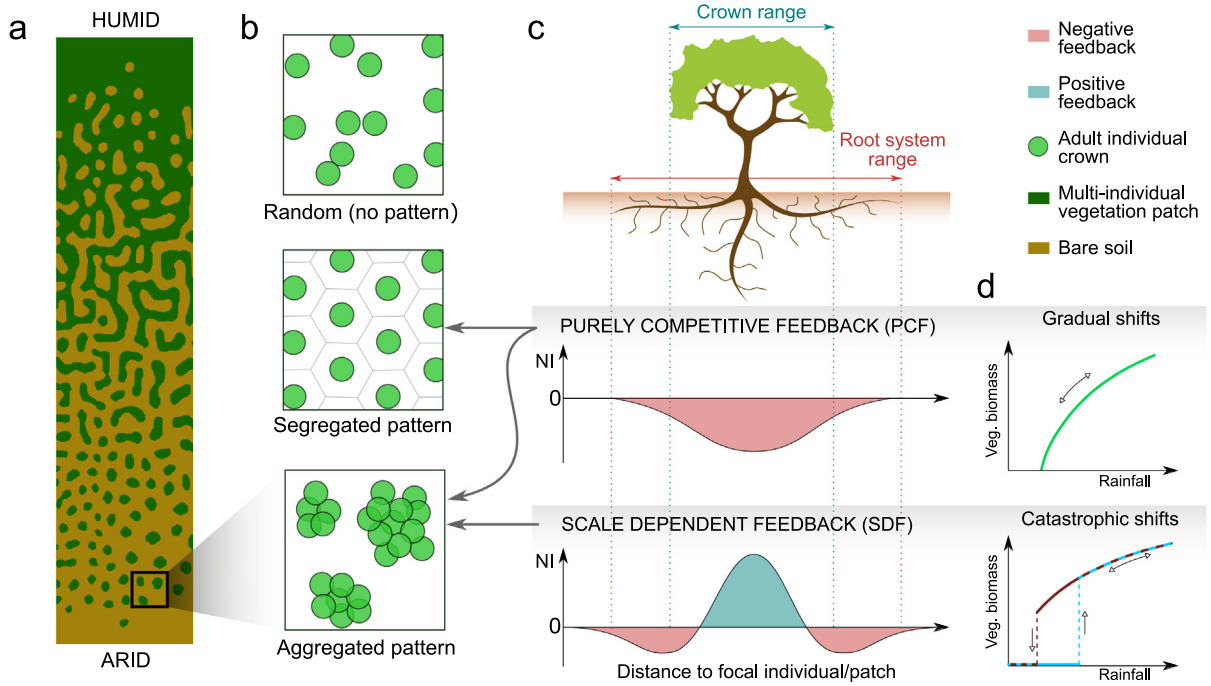 a
HUMID
ARID
b
Random (no pattern)
Segregated pattern
Aggregated pattern
c
Crown range
Root system
range
PURELY COMPETITIVE FEEDBACK (PCF)
NI
0
SCALE DEPENDENT FEEDBACK (SDF)
NI
0
Distance to focal individual/patch
Negative
feedback
Positive
feedback
Adult individual
crown
Multi-individual
vegetation patch
Bare soil
d
Gradual shifts
Veg. biomass
Rainfall
Catastrophic shifts
Veg. biomass
Rainfall